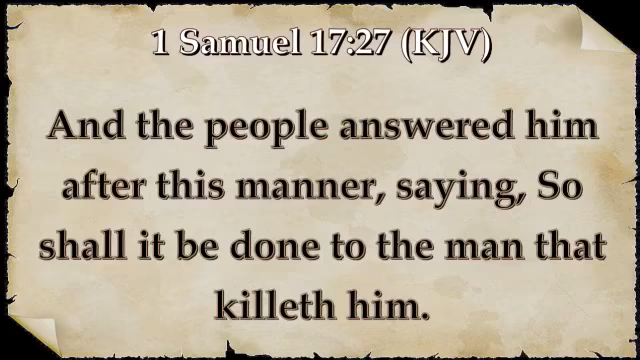 1 Samuel 17:27 (KJV)
And the people answered him
after this manner, saying, So
shall it be done to the man that
killeth him.